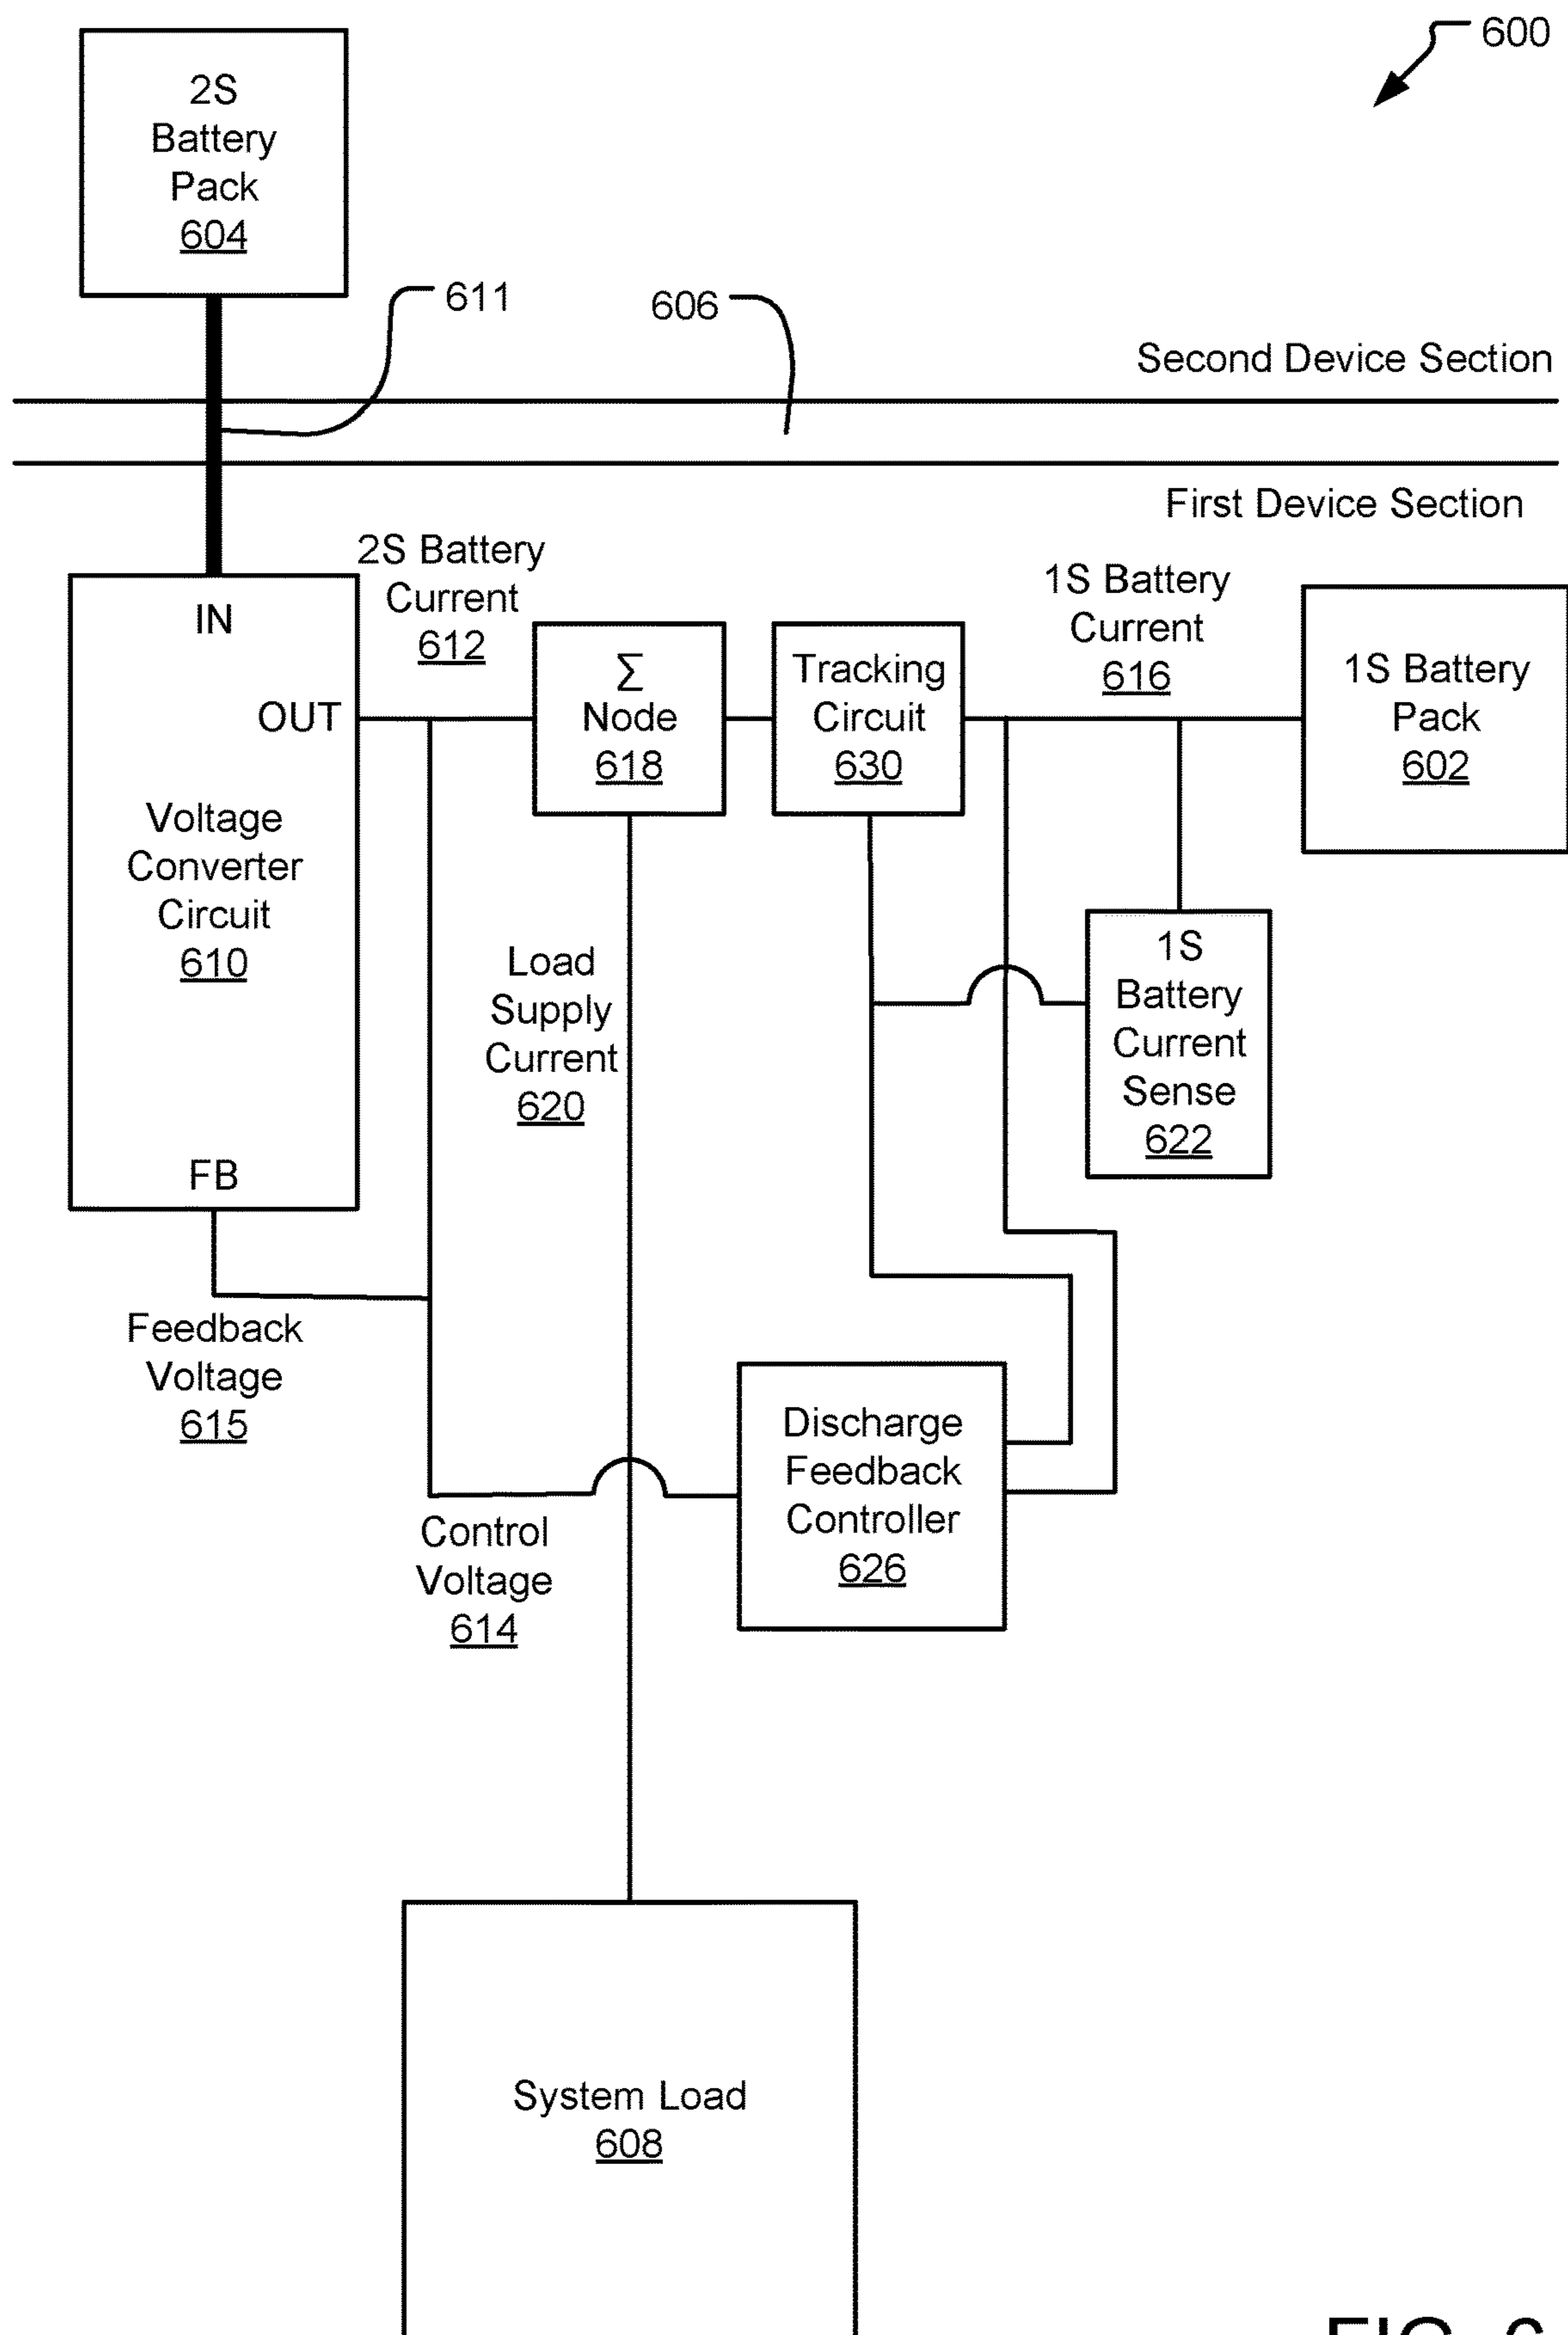 600
2S
Battery
Pack
604
611
606
Second Device Section
First Device Section
2S Battery
Current
612
1S Battery
Current
616
IN
OUT
Voltage
Converter
Circuit
610
FB
Σ
Node
618
Tracking
Circuit
630
1S Battery
Pack
602
Load
Supply
Current
620
1S
Battery
Current
Sense
622
Feedback
Voltage
615
Discharge
Feedback
Controller
626
Control
Voltage
614
System Load
608
FIG. 6